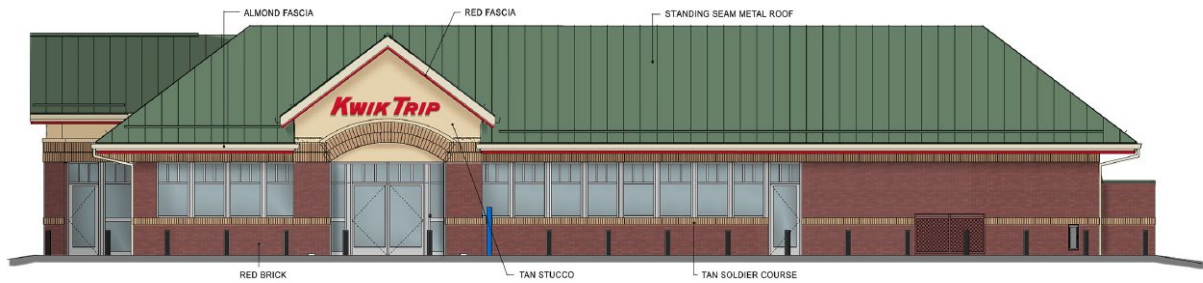 ALMOND FASCIA
RED FASCIA
STANDING SEAM METAL ROOF
KWIK TRIP
RED BRICK
TAN STUCCO
TAN SOLDIER COURSE